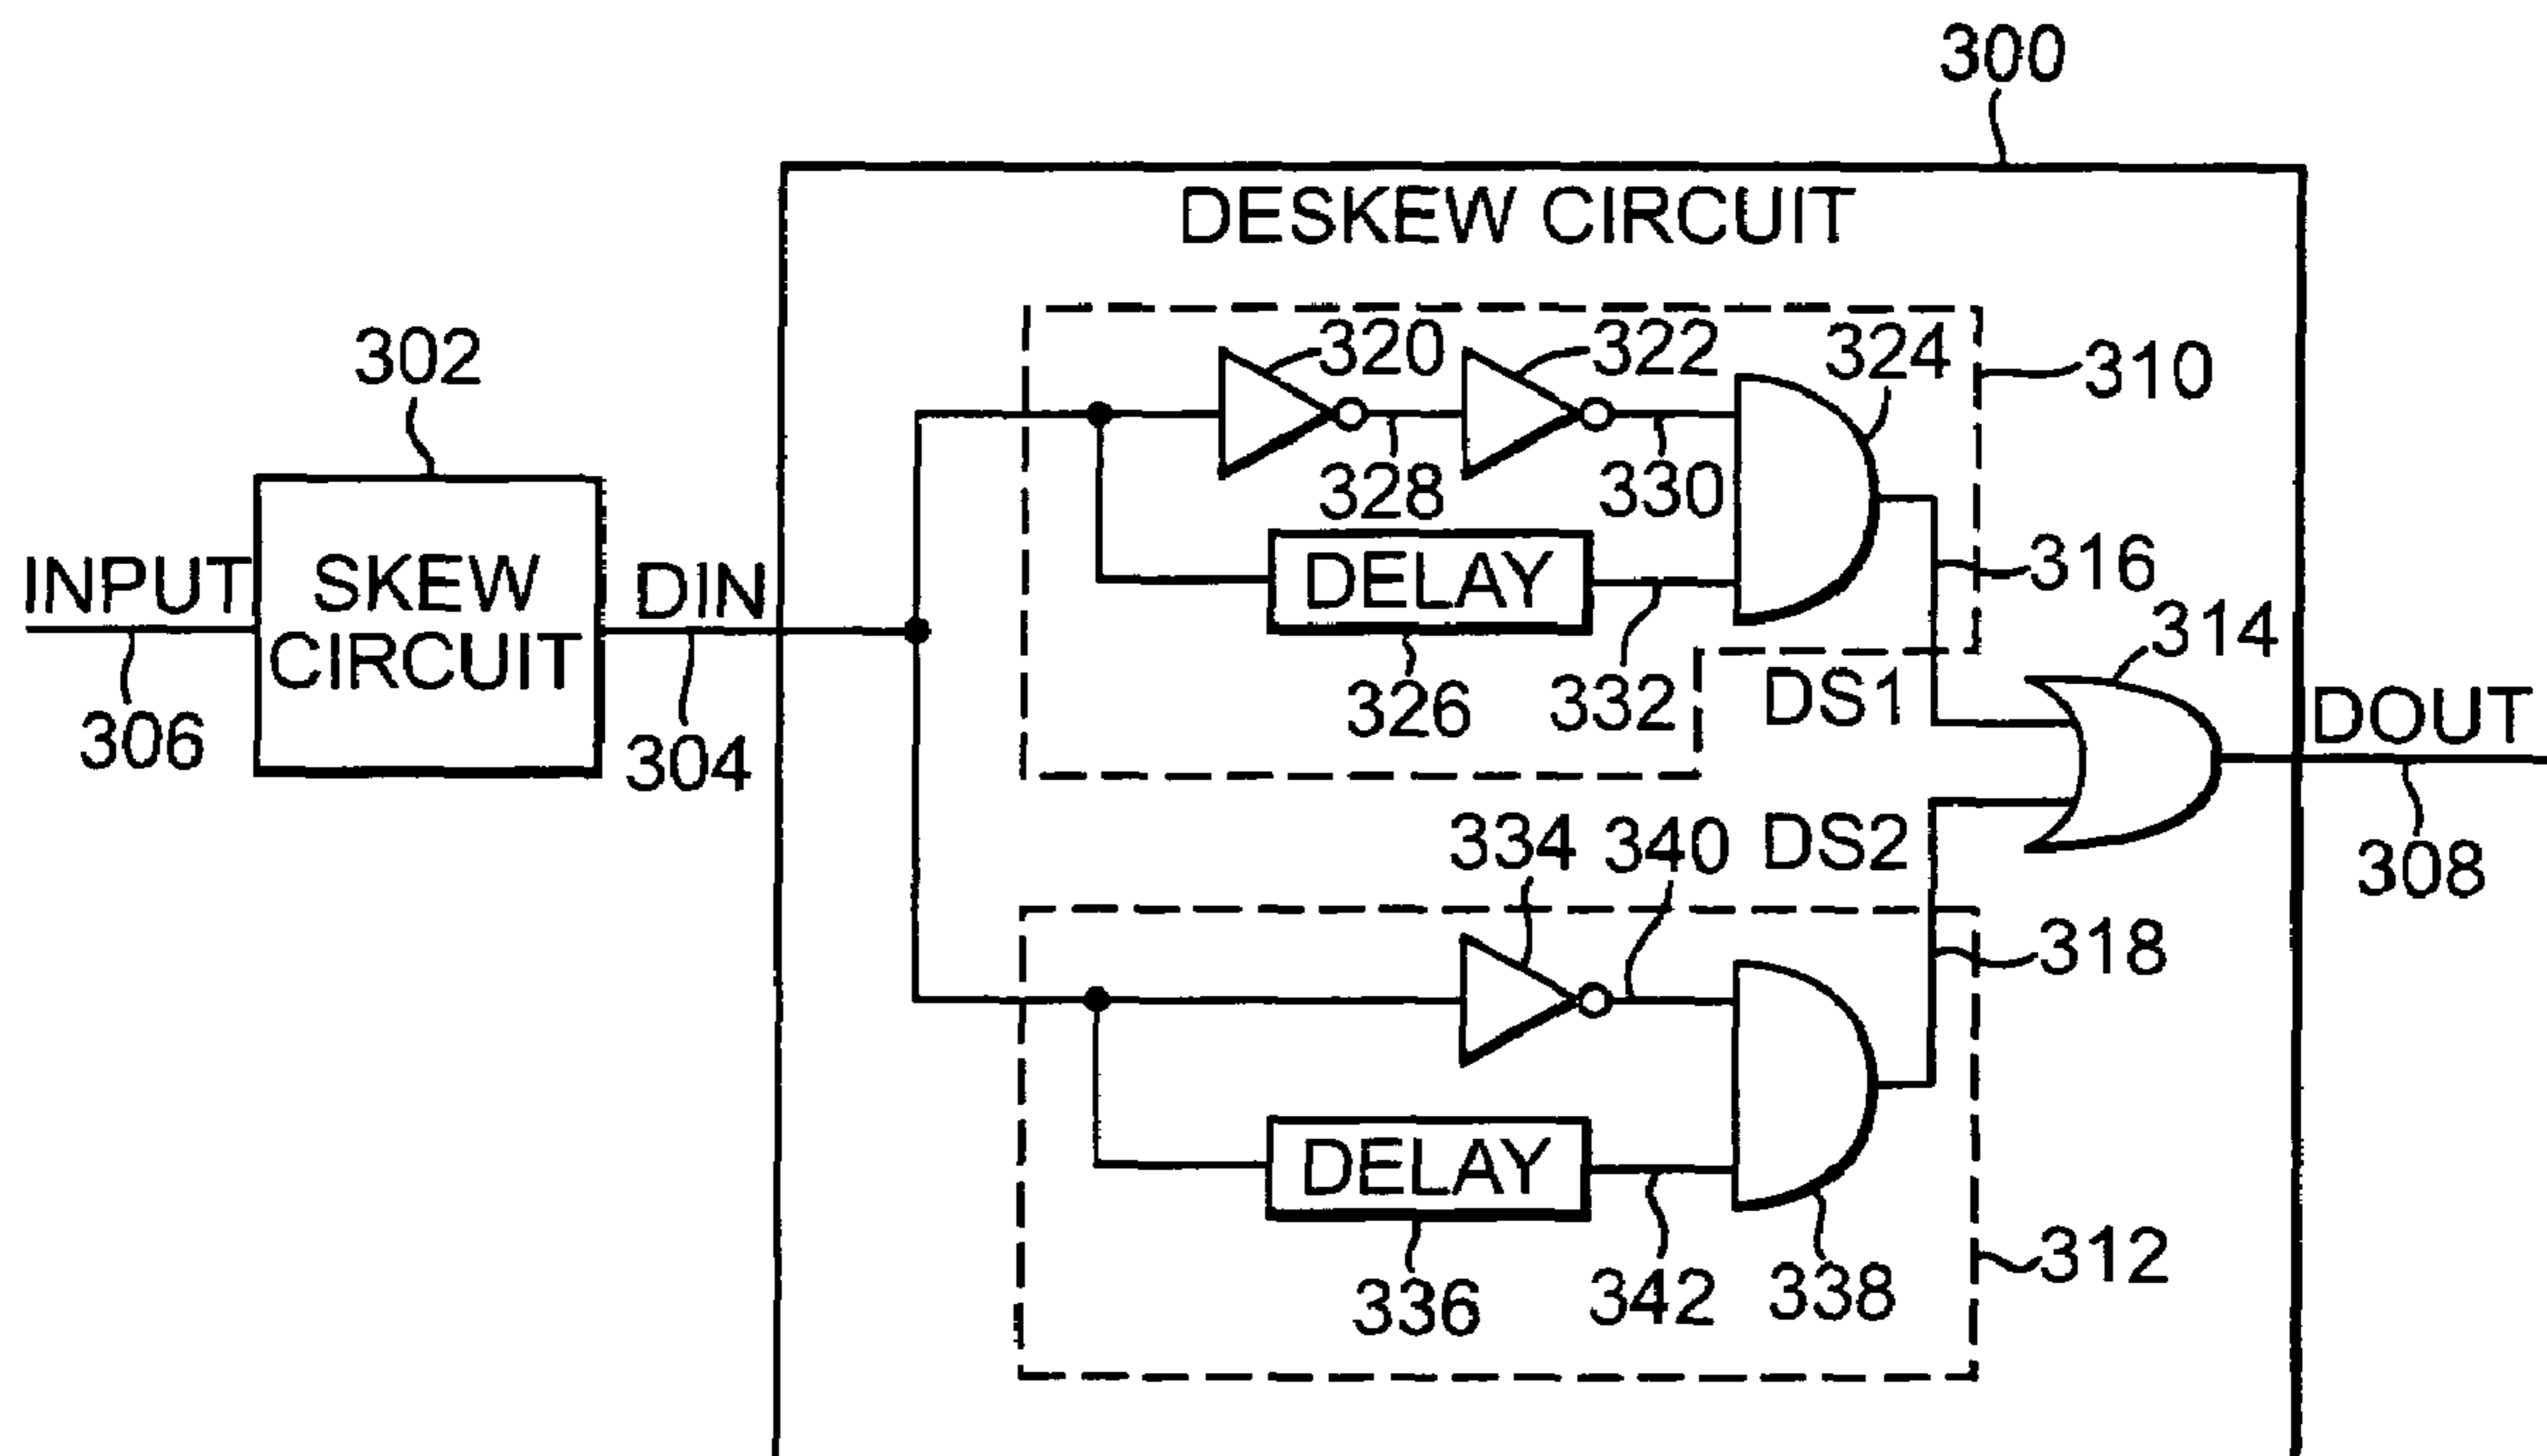 300
DESKEW CIRCUIT
320
322
324
310
302
328
330
INPUT
SKEW
CIRCUIT
DIN
DELAY
316
314
306
304
326
332
DS1
DOUT
334
340
DS2
308
318
DELAY
336
342
338
312